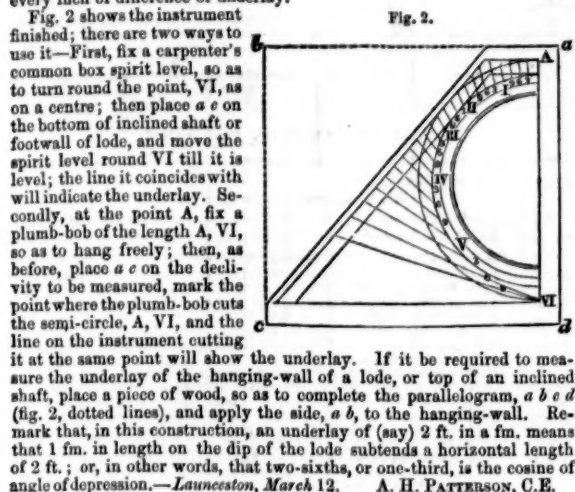 every inch of difference of underlay.
Fig. 2 shows the instrument
finished; there are two ways to
use it—First, fix a carpenter's
common box spirit level, so as
to turn round the point, VI, as
on a centre; then place a c on
the bottom of inclined shaft or
footwall of lode, and move the
spirit level round VI till it is
level; the line it coincides with
will indicate the underlay. Se-
condly, at the point A, fix a
plumb-bob of the length A, VI,
so as to hang freely; then, as
before, place a c on the decli-
vity to be measured, mark the
point where the plumb-bob cuts
the semi-circle, A, VI, and the
line on the instrument cutting
it at the same point will show the underlay. If it be required to mea-
sure the underlay of the hanging-wall of a lode, or top of an inclined
shaft, place a piece of wood, so as to complete the parallelogram, a b c d
(fig. 2, dotted lines), and apply the side, a b, to the hanging-wall. Re-
mark that, in this construction, an underlay of (say) 2 ft. in a fm. means
that 1 fm. in length on the dip of the lode subtends a horizontal length
of 2 ft.; or, in other words, that two-sixths, or one-third, is the cosine of
angle of depression.—Launceston, March 12. A. H. PATTERSON, C.E.
Fig. 2.
b
a
A
I
II
III
IV
V
VI
c
d